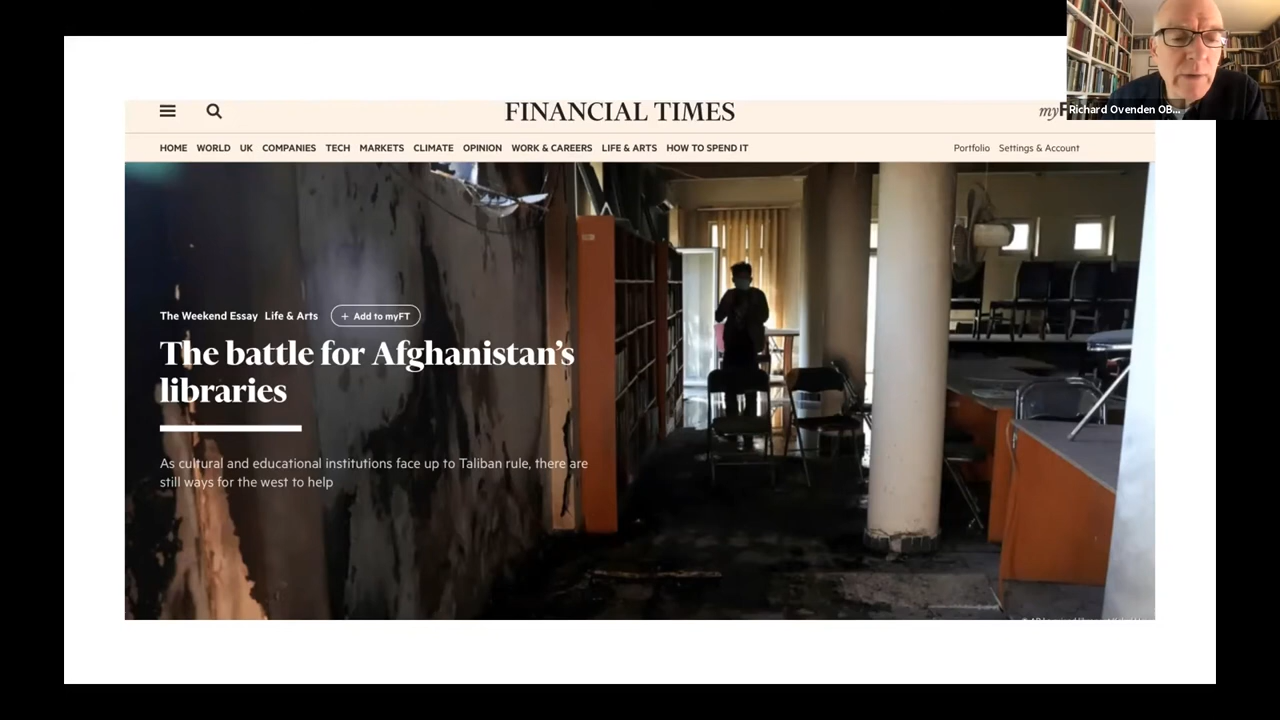 FINANCIAL TIMES
my
Richard Ovenden OB...
HOME WORLD UK COMPANIES TECH MARKETS CLIMATE OPINION WORK & CAREERS LIFE & ARTS HOW TO SPEND IT
Portfolio Settings & Account
The Weekend Essay Life & Arts + Add to myFT
The battle for Afghanistan's
libraries
As cultural and educational institutions face up to Taliban rule, there are
still ways for the west to help